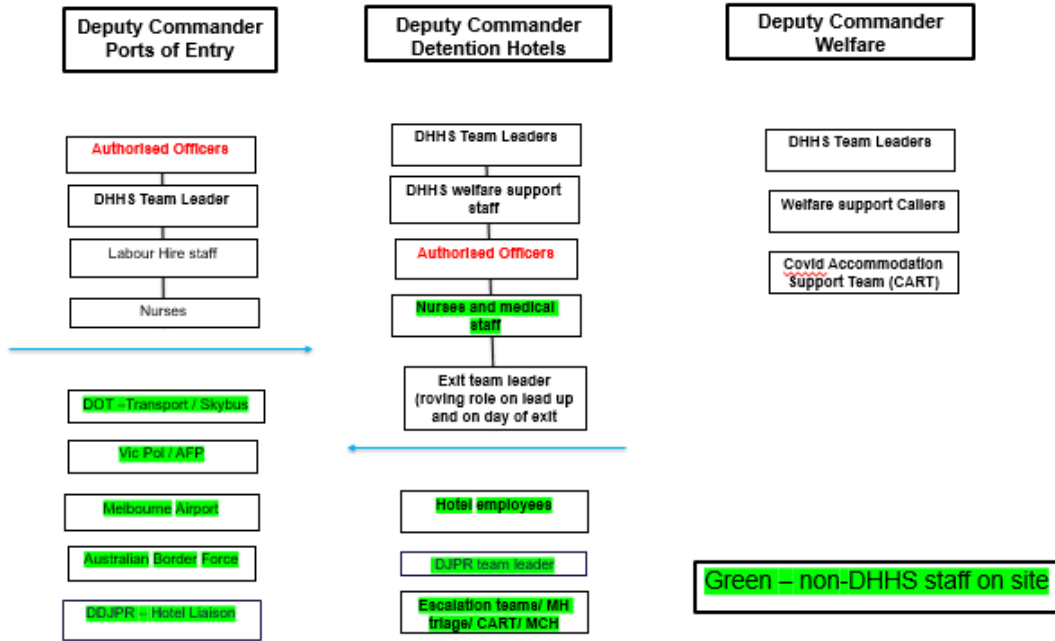 Deputy Commander
Ports of Entry
Authorised Officers
DHHS Team Leader
Labour Hire staff
Nurses
DOT –Transport / Skybus
Vic Pol / AFP
Melbourne Airport
Australian Border Force
DDJPR – Hotel Liaison
Deputy Commander
Detention Hotels
DHHS Team Leaders
DHHS welfare support
staff
Authorised Officers
Nurses and medical
staff
Exit team leader
(roving role on lead up
and on day of exit
Hotel employees
DJPR team leader
Escalation teams/ MH
triage/ CART/ MCH
Deputy Commander
Welfare
DHHS Team Leaders
Welfare support Callers
Covid Accommodation
Support Team (CART)
Green – non-DHHS staff on site